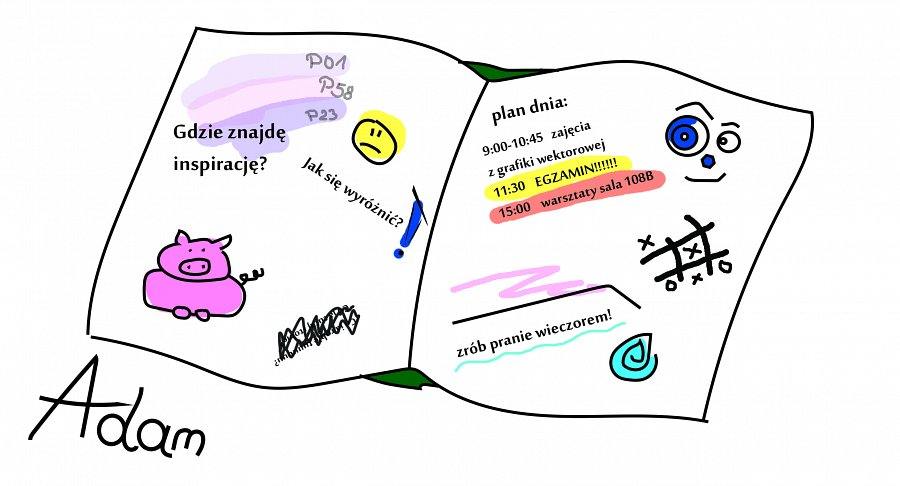 P01
P58
P23
Gdzie znajdę
inspirację?
Jak się wyróżnić?
plan dnia:
9:00-10:45 zajęcia
z grafiki wektorowej
11:30 EGZAMIN!!!!!!
15:00 warsztaty sala 108B
zrób pranie wieczorem!
Adam